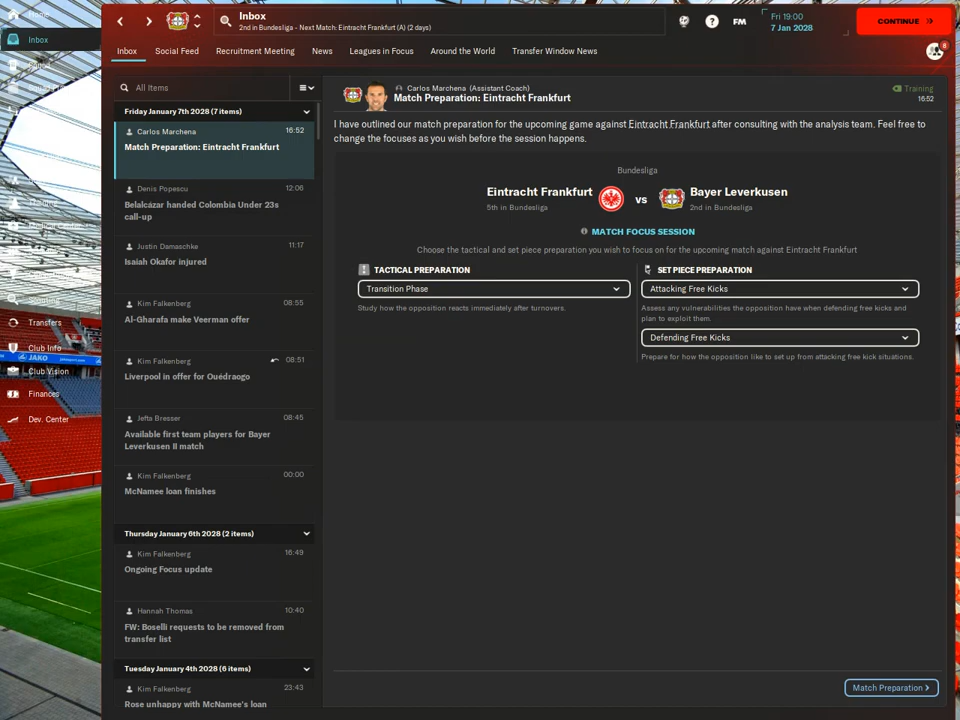 Home
Inbox
2nd in Bundesliga - Next Match: Eintracht Frankfurt (A) (2 days)
FM
Fri 19:00
7 Jan 2028
CONTINUE
Inbox
Inbox
Social Feed
Recruitment Meeting
News
Leagues in Focus
Around the World
Transfer Window News
8
All Items
Friday January 7th 2028 (7 items)
Carlos Marchena
16:52
Match Preparation: Eintracht Frankfurt
Denis Popescu
12:06
Belalcázar handed Colombia Under 23s
call-up
Justin Damaschke
11:17
Isaiah Okafor injured
Kim Falkenberg
08:55
Al-Gharafa make Veerman offer
Kim Falkenberg
08:51
Liverpool in offer for Ouédraogo
Jefta Bresser
08:45
Available first team players for Bayer
Leverkusen II match
Kim Falkenberg
00:00
McNamee loan finishes
Thursday January 6th 2028 (2 items)
Kim Falkenberg
16:49
Ongoing Focus update
Hannah Thomas
10:40
FW: Boselli requests to be removed from
transfer list
Tuesday January 4th 2028 (6 items)
Kim Falkenberg
23:43
Rose unhappy with McNamee's loan
Transfers
Club Info
JAKO
Club Vision
Finances
Dev. Center
Carlos Marchena (Assistant Coach)
Match Preparation: Eintracht Frankfurt
Training
16:52
I have outlined our match preparation for the upcoming game against Eintracht Frankfurt after consulting with the analysis team. Feel free to
change the focuses as you wish before the session happens.
Bundesliga
Eintracht Frankfurt
5th in Bundesliga
vs
Bayer Leverkusen
2nd in Bundesliga
MATCH FOCUS SESSION
Choose the tactical and set piece preparation you wish to focus on for the upcoming match against Eintracht Frankfurt
TACTICAL PREPARATION
Transition Phase
Study how the opposition reacts immediately after turnovers.
SET PIECE PREPARATION
Attacking Free Kicks
Assess any vulnerabilities the opposition have when defending free kicks and
plan to exploit them.
Defending Free Kicks
Prepare for how the opposition like to set up from attacking free kick situations.
Match Preparation